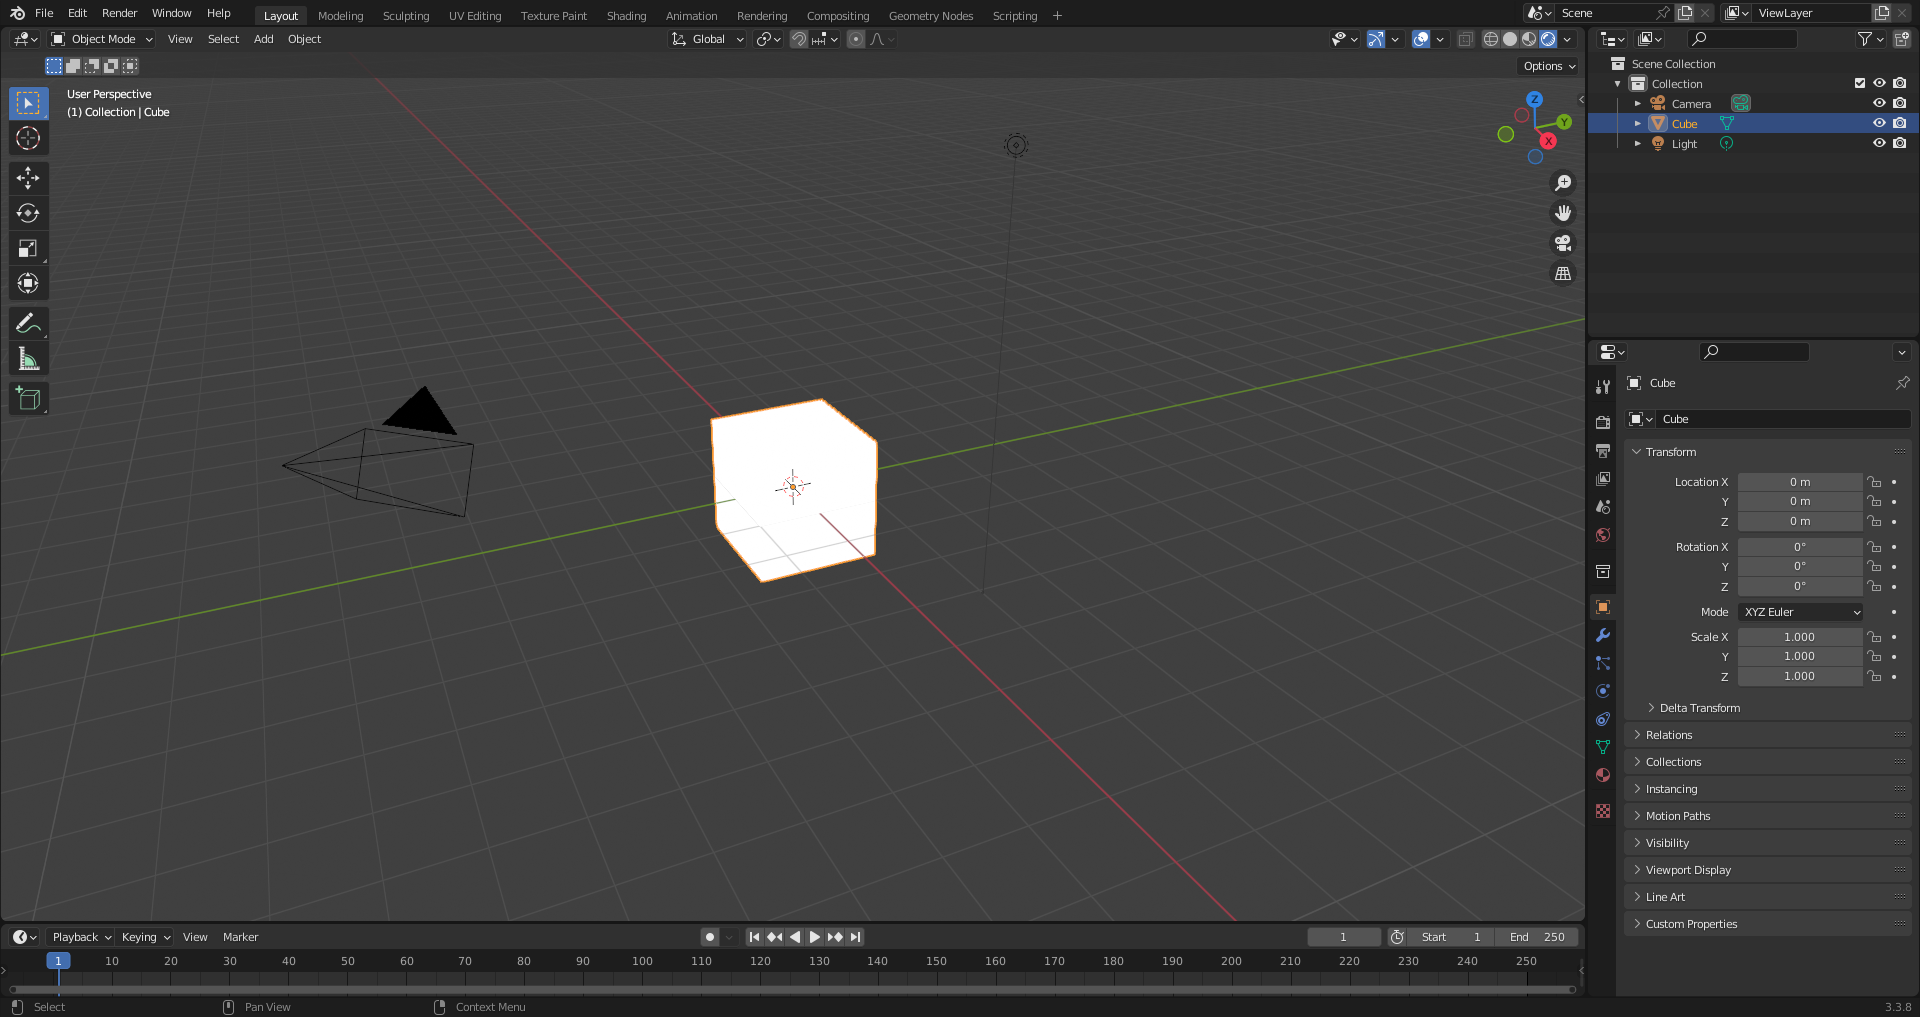 File Edit Render Window Help Layout Modeling Sculpting UV Editing Texture Paint Shading Animation Rendering Compositing Geometry Nodes Scripting + Scene ViewLayer
Object Mode View Select Add Object Global
Options
User Perspective
(1) Collection | Cube
Z
Y
X
Scene Collection
Collection
Camera
Cube
Light
Cube
Cube
Transform
Location X 0 m
Y 0 m
Z 0 m
Rotation X 0°
Y 0°
Z 0°
Mode XYZ Euler
Scale X 1.000
Y 1.000
Z 1.000
Delta Transform
Relations
Collections
Instancing
Motion Paths
Visibility
Viewport Display
Line Art
Custom Properties
Playback Keying View Marker 1 Start 1 End 250
1 10 20 30 40 50 60 70 80 90 100 110 120 130 140 150 160 170 180 190 200 210 220 230 240 250
Select Pan View Context Menu 3.3.8